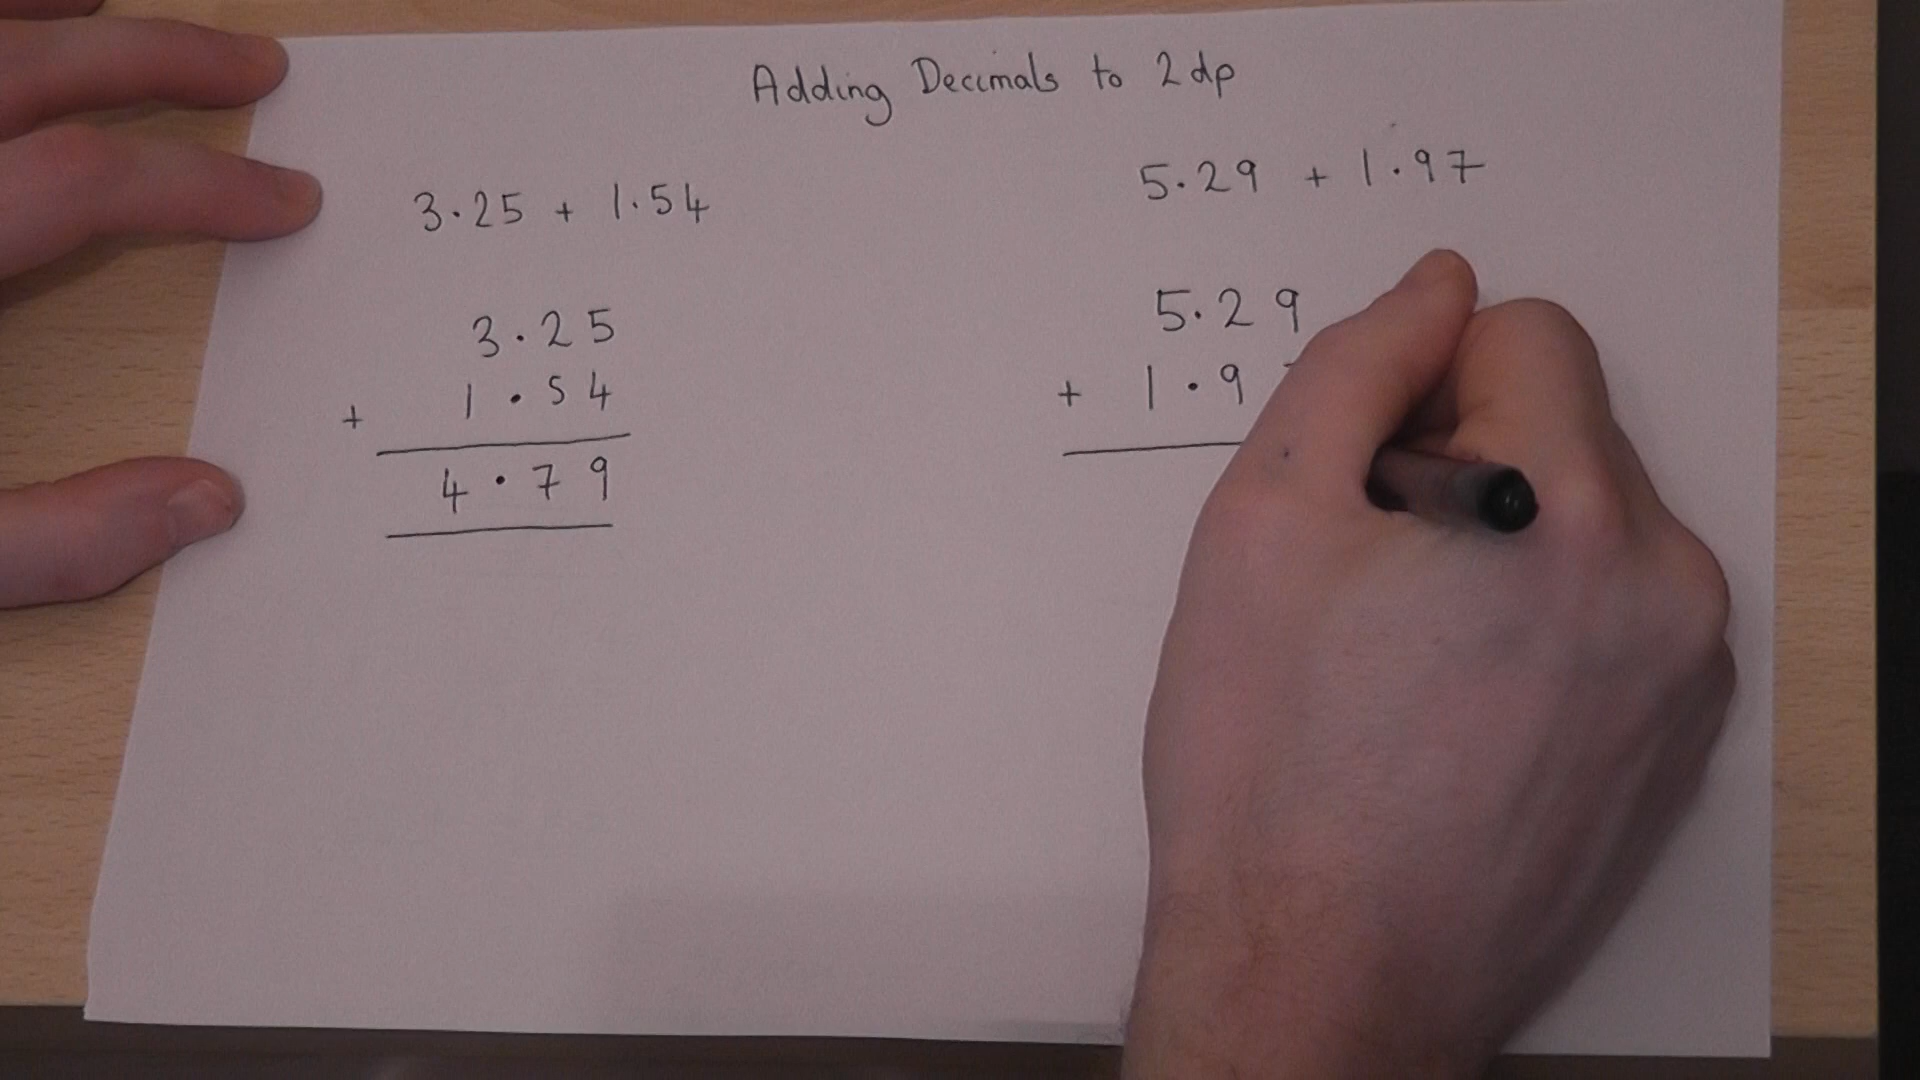 Adding Decimals to 2dp
3.25 + 1.54
3.25
+ 1.54
4.79
5.29 + 1.97
5.29
+ 1.9